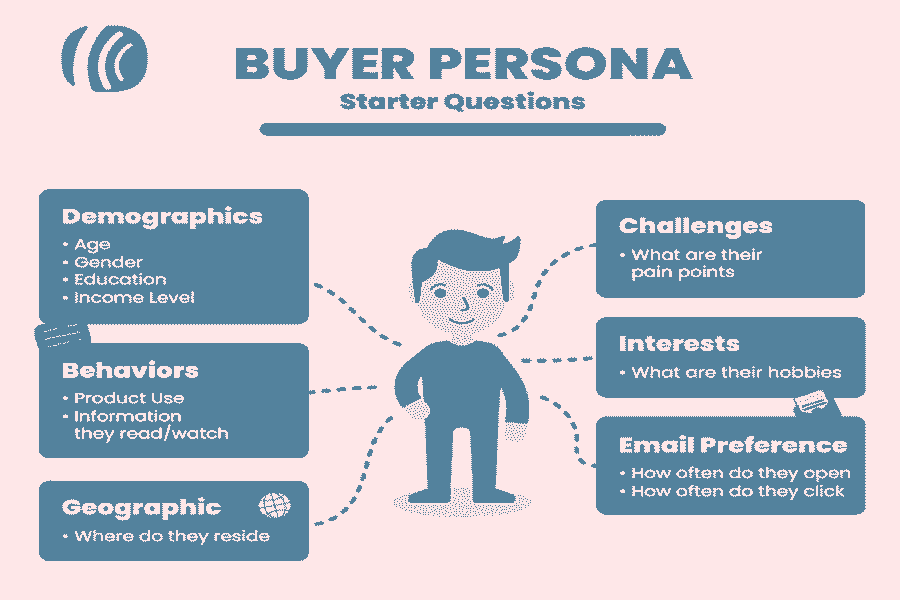 BUYER PERSONA
Starter Questions
Demographics
• Age
• Gender
• Education
• Income Level
Behaviors
• Product Use
• Information
they read/watch
Geographic
• Where do they reside
Challenges
• What are their
pain points
Interests
• What are their hobbies
Email Preference
• How often do they open
• How often do they click